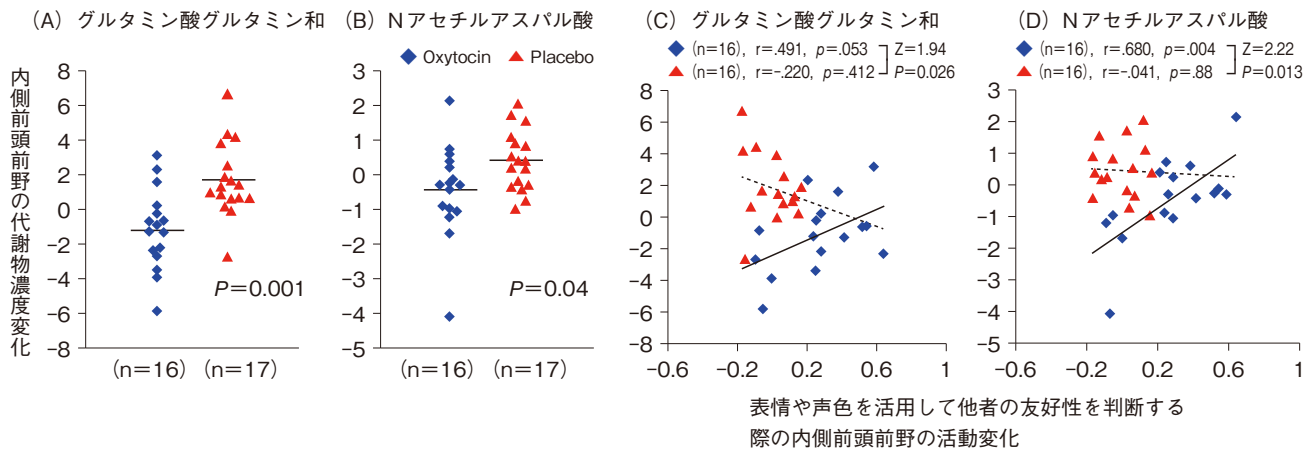 (A) グルタミン酸グルタミン和
(B) Nアセチルアスパル酸
(C) グルタミン酸グルタミン和
(D) Nアセチルアスパル酸
内側前頭前野の代謝物濃度変化
8
6
4
2
0
−2
−4
−6
−8
P=0.001
(n=16) (n=17)
Oxytocin Placebo
3
2
1
0
−1
−2
−3
−4
−5
P=0.04
(n=16) (n=17)
(n=16), r=.491, p=.053
(n=16), r=-.220, p=.412
Z=1.94
P=0.026
8
6
4
2
0
−2
−4
−6
−8
−0.6 −0.2 0.2 0.6 1
(n=16), r=.680, p=.004
(n=16), r=-.041, p=.88
Z=2.22
P=0.013
3
2
1
0
−1
−2
−3
−4
−5
−0.6 −0.2 0.2 0.6 1
表情や声色を活用して他者の友好性を判断する
際の内側前頭前野の活動変化